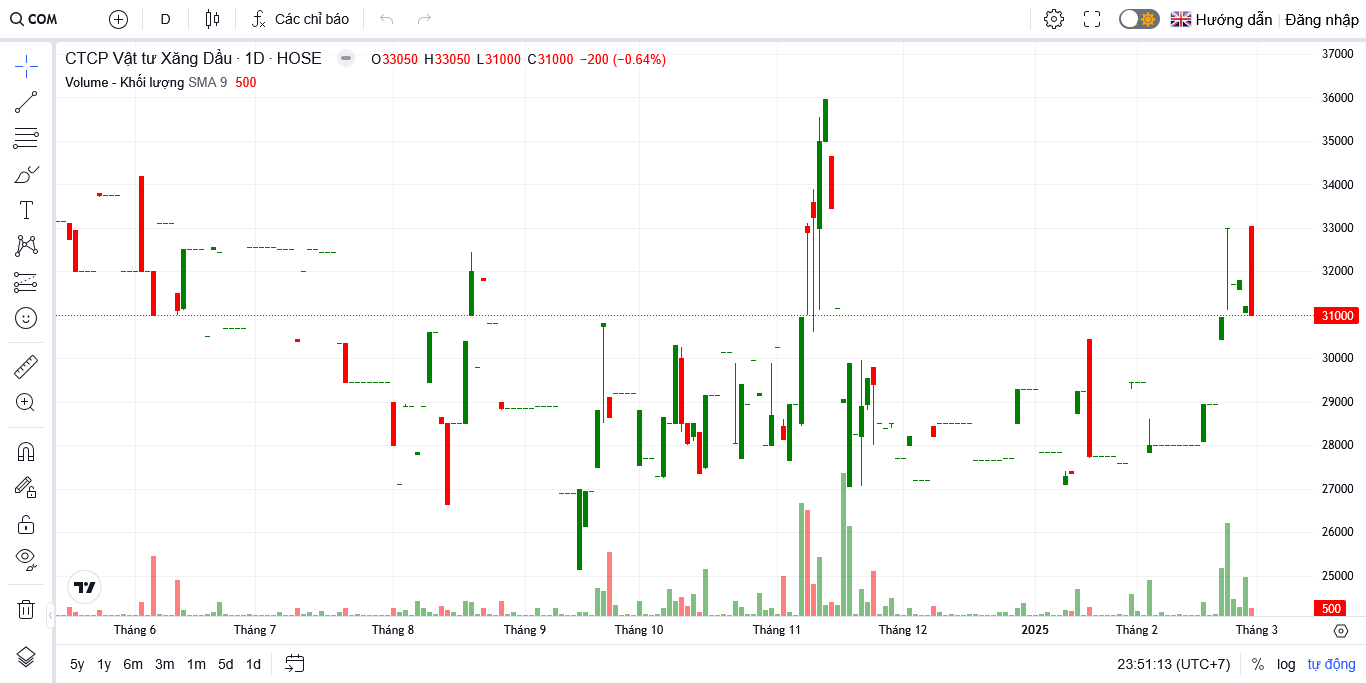 COM D Các chỉ báo Hướng dẫn Đăng nhập
CTCP Vật tư Xăng Dầu · 1D · HOSE O33050 H33050 L31000 C31000 −200 (−0.64%)
Volume - Khối lượng SMA 9 500
37000
36000
35000
34000
33000
32000
31000
30000
29000
28000
27000
26000
25000
500
Tháng 6 Tháng 7 Tháng 8 Tháng 9 Tháng 10 Tháng 11 Tháng 12 2025 Tháng 2 Tháng 3
5y 1y 6m 3m 1m 5d 1d 23:51:13 (UTC+7) % log tự động